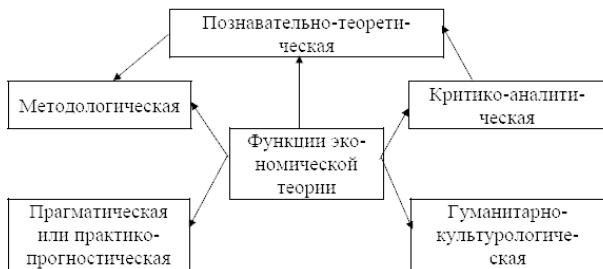 Познавательно-теорети-
ческая
Методологическая
Критико-аналити-
ческая
Функции эко-
номической
теории
Прагматическая
или практико-
прогностическая
Гуманитарно-
культурологиче-
ская